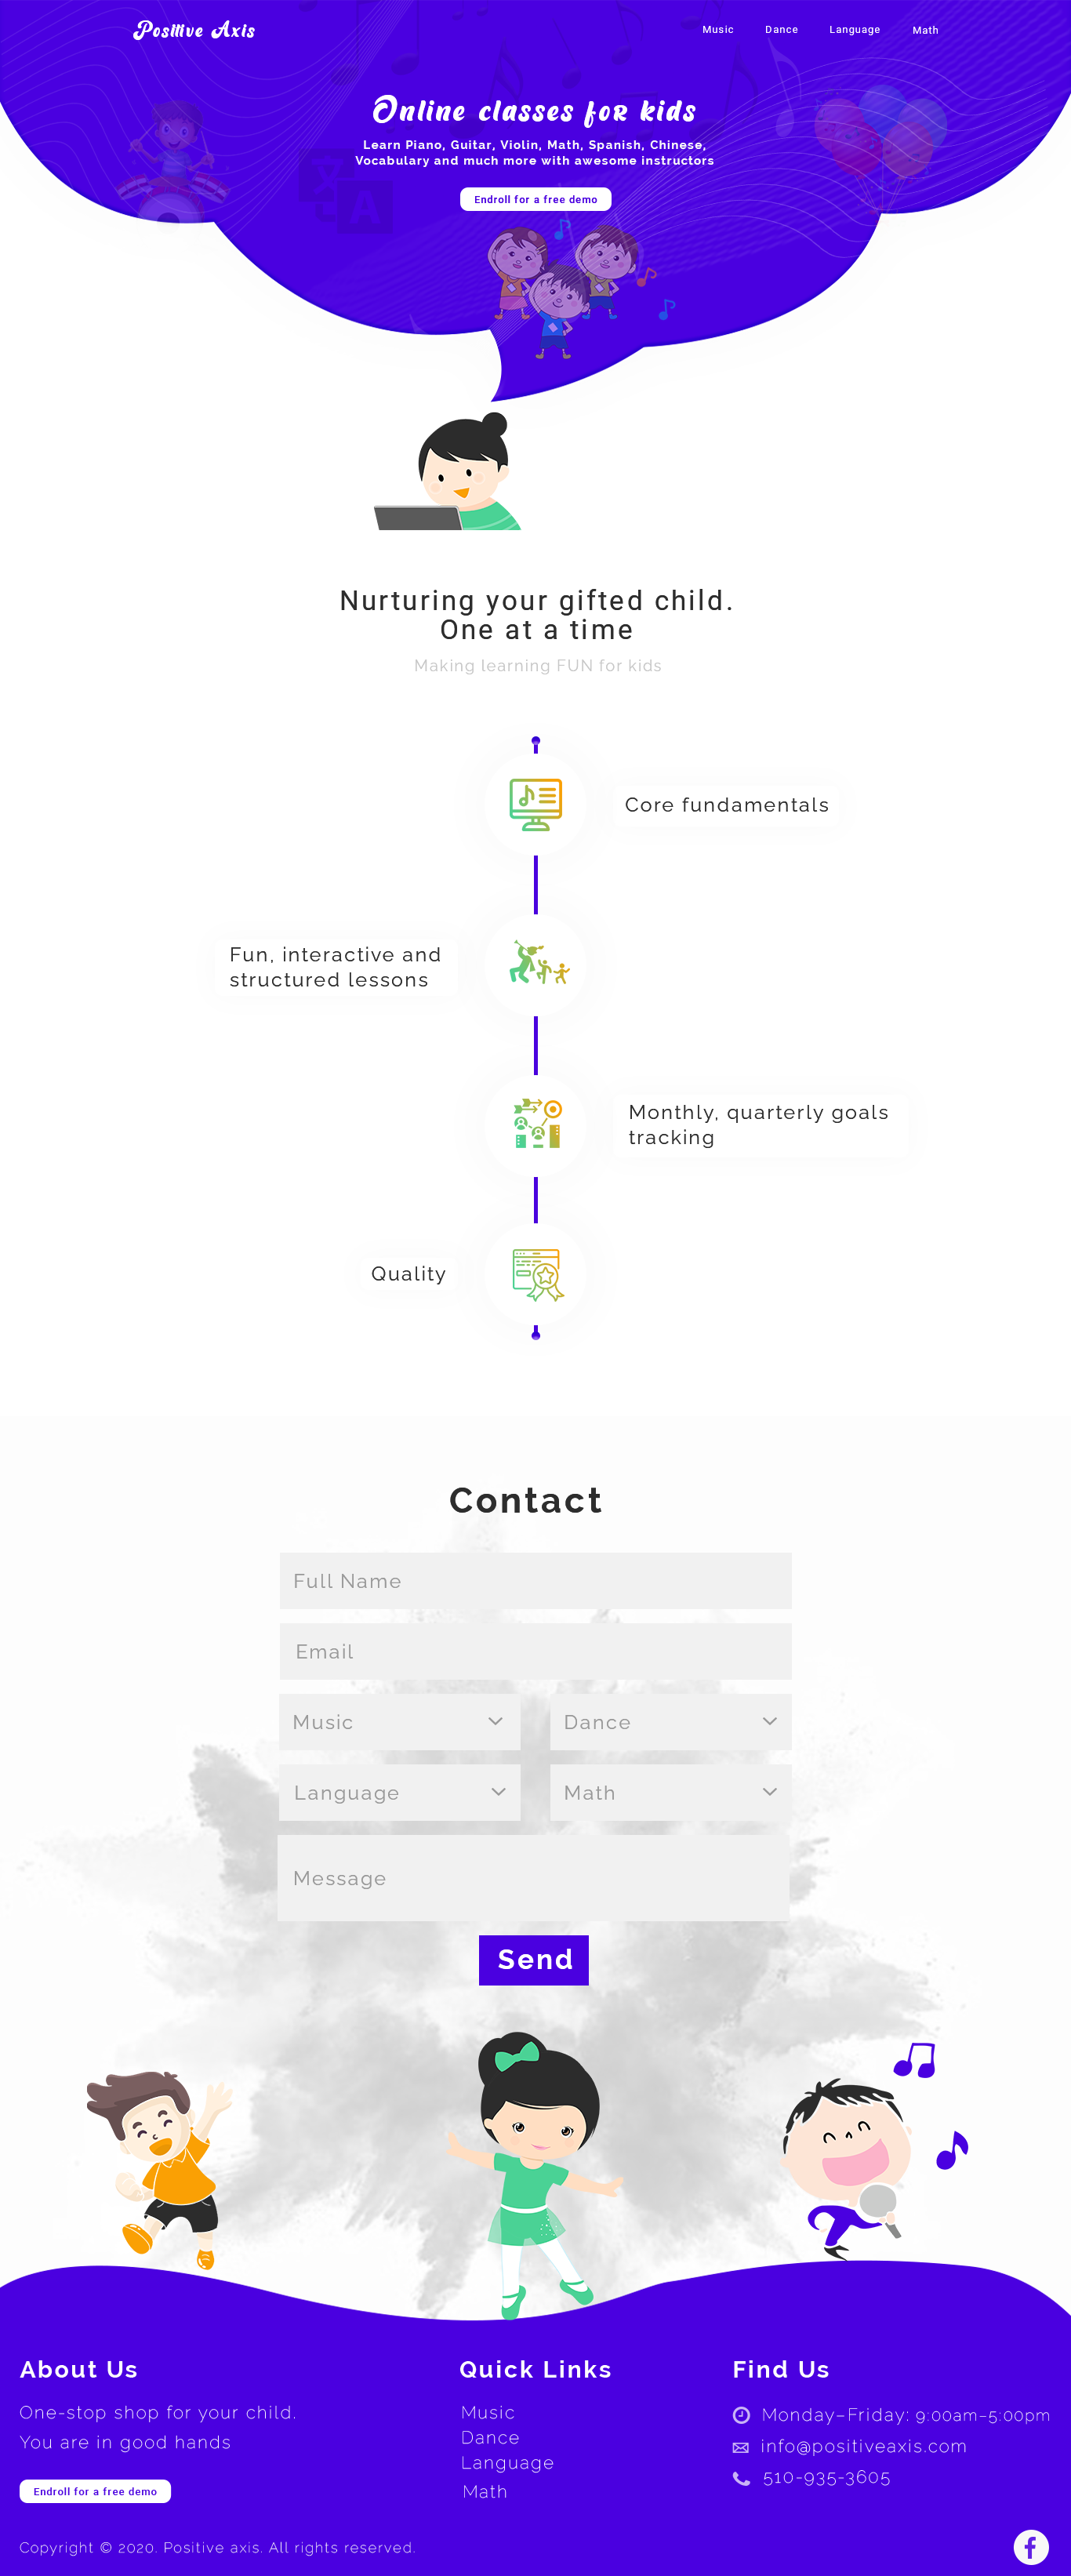 Positive Axis
Music Dance Language Math
Online classes for kids
Learn Piano, Guitar, Violin, Math, Spanish, Chinese,
Vocabulary and much more with awesome instructors
Endroll for a free demo
文
A
Nurturing your gifted child.
One at a time
Making learning FUN for kids
Core fundamentals
Fun, interactive and
structured lessons
Monthly, quarterly goals
tracking
Quality
Contact
Full Name
Email
Music Dance
Language Math
Message
Send
About Us
One-stop shop for your child.
You are in good hands
Endroll for a free demo
Quick Links
Music
Dance
Language
Math
Find Us
Monday–Friday: 9:00am–5:00pm
info@positiveaxis.com
510-935-3605
Copyright © 2020. Positive axis. All rights reserved.